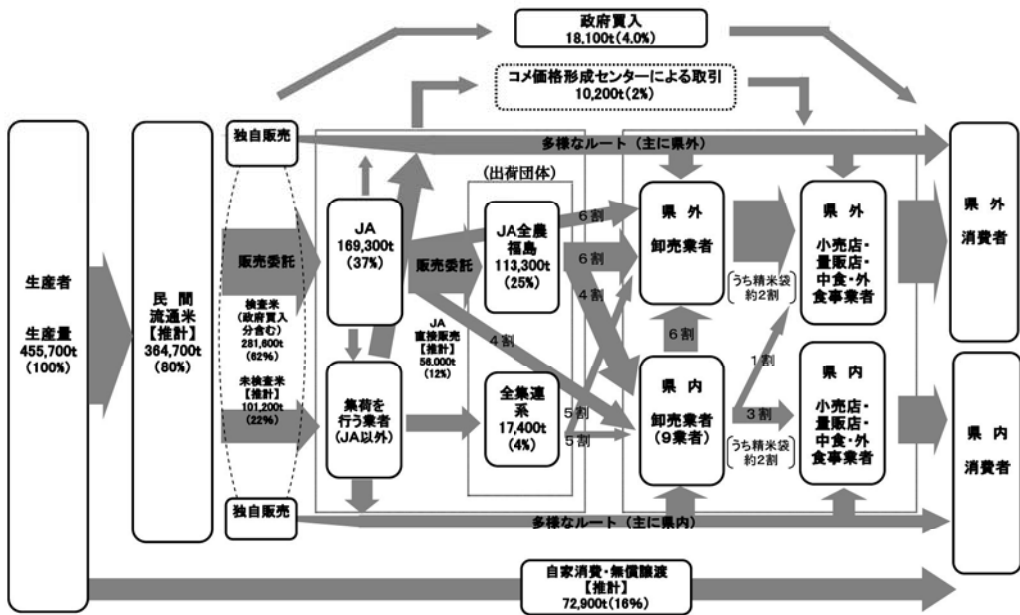 政府買入
18,100t(4.0%)
コメ価格形成センターによる取引
10,200t(2%)
独自販売
多様なルート（主に県外）
生産者
生産量
455,700t
(100%)
民 間
流通米
【推計】
364,700t
(80%)
販売委託
検査米
(政府買入
分含む)
281,600t
(62%)
未検査米
【推計】
101,200t
(22%)
独自販売
JA
169,300t
(37%)
集荷を
行う業者
(JA以外)
販売委託
JA
直接販売
【推計】
56,000t
(12%)
(出荷団体)
JA全農
福島
113,300t
(25%)
全集連
系
17,400t
(4%)
6割
6割
4割
4割
5割
5割
県 外
卸売業者
6割
県 内
卸売業者
(9業者)
うち精米袋
約2割
1割
3割
うち精米袋
約2割
県 外
小売店・
量販店・
中食・外
食事業者
県 内
小売店・
量販店・
中食・外
食事業者
県 外
消費者
県 内
消費者
多様なルート（主に県内）
自家消費・無償譲渡
【推計】
72,900t(16%)